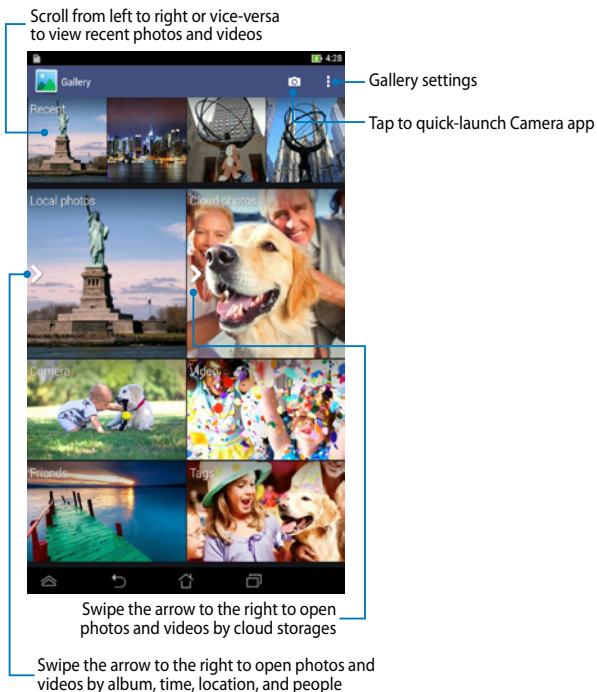 Scroll from left to right or vice-versa
to view recent photos and videos
4:28
Gallery
Gallery settings
Recent
Tap to quick-launch Camera app
Local photos
Cloud photos
Camera
Video
Friends
Tags
Swipe the arrow to the right to open
photos and videos by cloud storages
Swipe the arrow to the right to open photos and
videos by album, time, location, and people